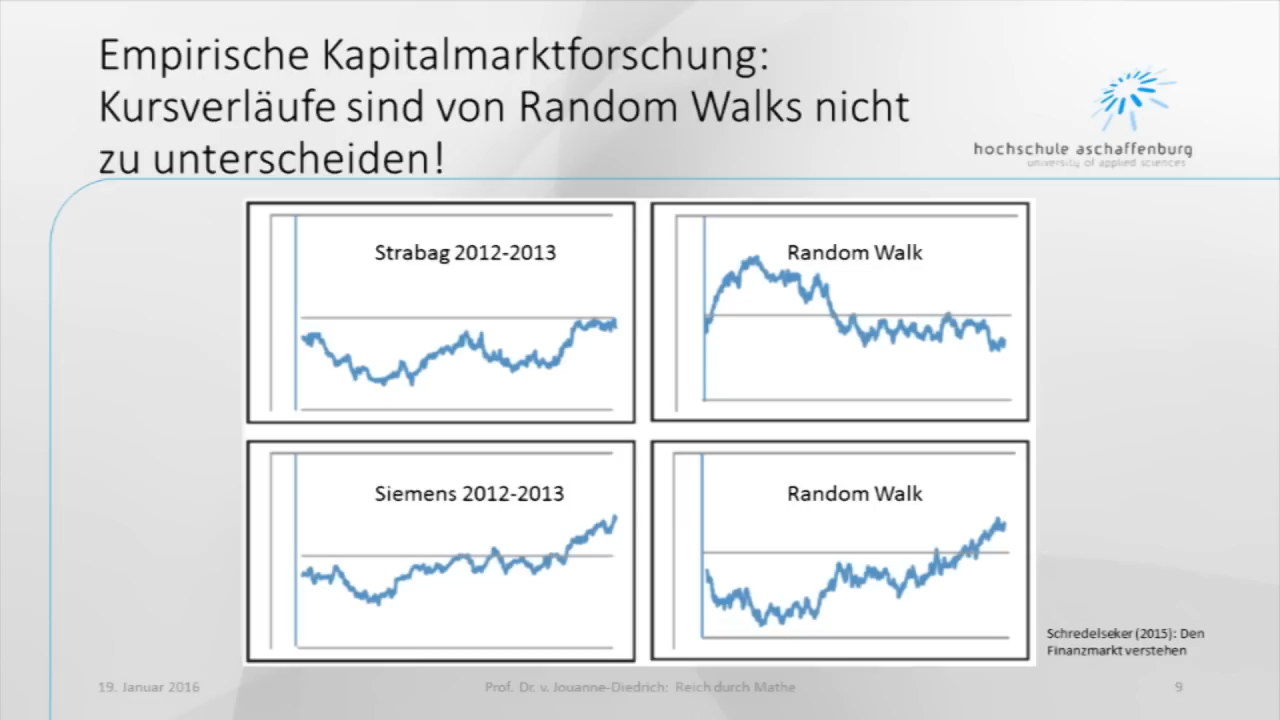 Empirische Kapitalmarktforschung:
Kursverläufe sind von Random Walks nicht
zu unterscheiden!
hochschule aschaffenburg
university of applied sciences
Strabag 2012-2013
Random Walk
Siemens 2012-2013
Random Walk
Schredelseker (2015): Den
Finanzmarkt verstehen
19. Januar 2016
Prof. Dr. v. Jouanne-Diedrich: Reich durch Mathe
9